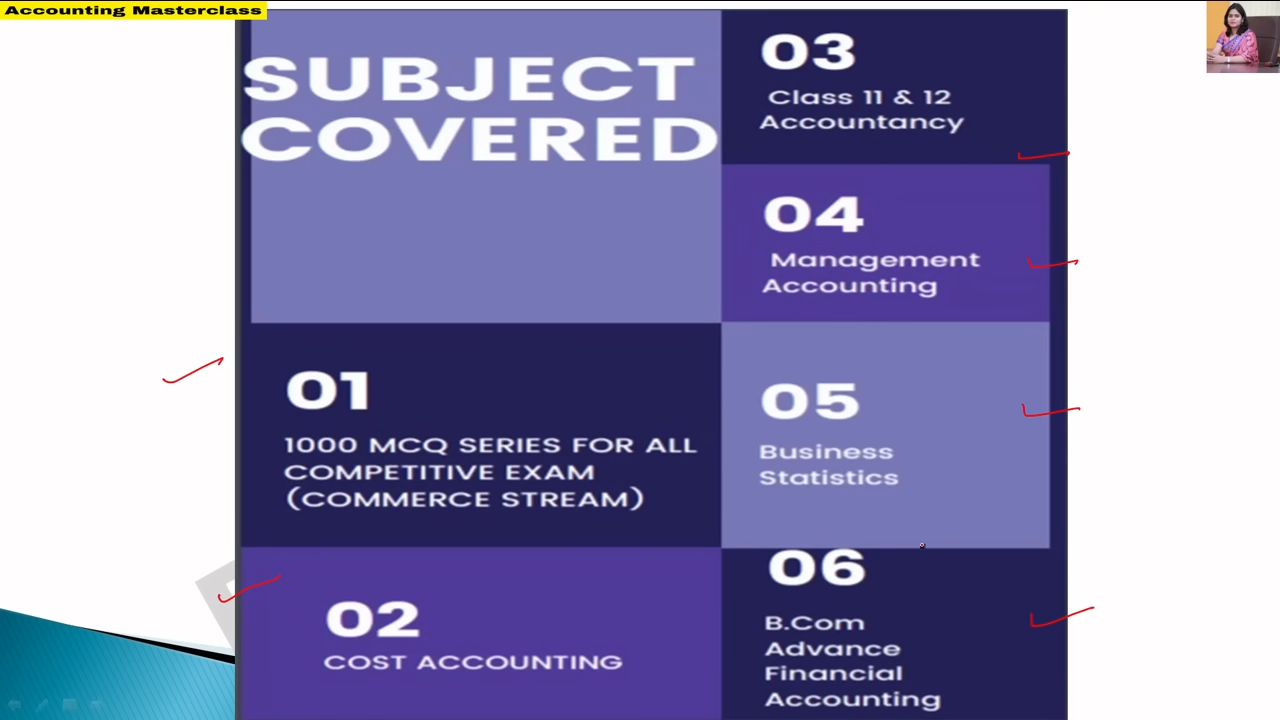 Accounting Masterclass
SUBJECT
COVERED
01
1000 MCQ SERIES FOR ALL
COMPETITIVE EXAM
(COMMERCE STREAM)
02
COST ACCOUNTING
03
Class 11 & 12
Accountancy
04
Management
Accounting
05
Business
Statistics
06
B.Com
Advance
Financial
Accounting